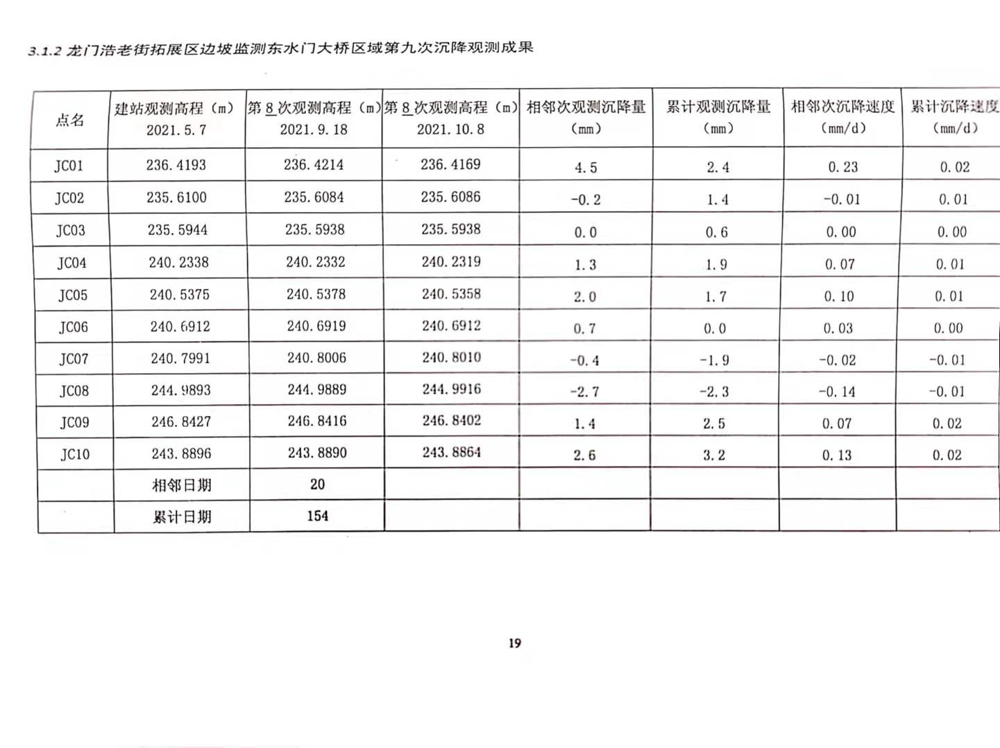 3.1.2 龙门浩老街拓展区边坡监测东水门大桥区域第九次沉降观测成果
点名 建站观测高程（m） 2021.5.7 第8次观测高程（m） 2021.9.18 第8次观测高程（m） 2021.10.8 相邻次观测沉降量（mm） 累计观测沉降量（mm） 相邻次沉降速度（mm/d） 累计沉降速度（mm/d）
JC01 236.4193 236.4214 236.4169 4.5 2.4 0.23 0.02
JC02 235.6100 235.6084 235.6086 -0.2 1.4 -0.01 0.01
JC03 235.5944 235.5938 235.5938 0.0 0.6 0.00 0.00
JC04 240.2338 240.2332 240.2319 1.3 1.9 0.07 0.01
JC05 240.5375 240.5378 240.5358 2.0 1.7 0.10 0.01
JC06 240.6912 240.6919 240.6912 0.7 0.0 0.03 0.00
JC07 240.7991 240.8006 240.8010 -0.4 -1.9 -0.02 -0.01
JC08 244.9893 244.9889 244.9916 -2.7 -2.3 -0.14 -0.01
JC09 246.8427 246.8416 246.8402 1.4 2.5 0.07 0.02
JC10 243.8896 243.8890 243.8864 2.6 3.2 0.13 0.02
相邻日期 20
累计日期 154
19